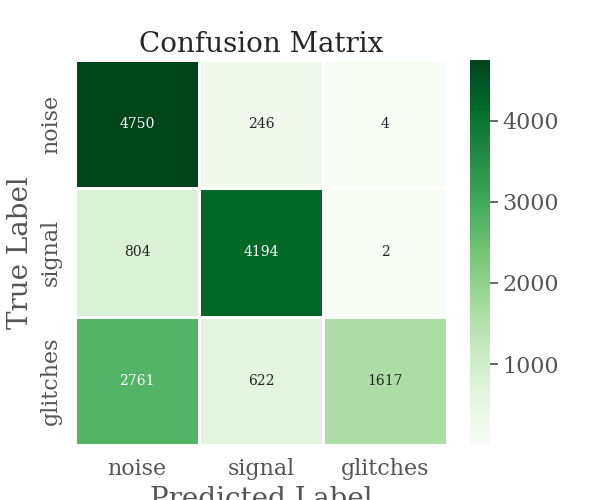 Confusion Matrix
True Label
noise
4750 246 4
signal
804 4194 2
glitches
2761 622 1617
noise signal glitches
Predicted Label
4000
3000
2000
1000